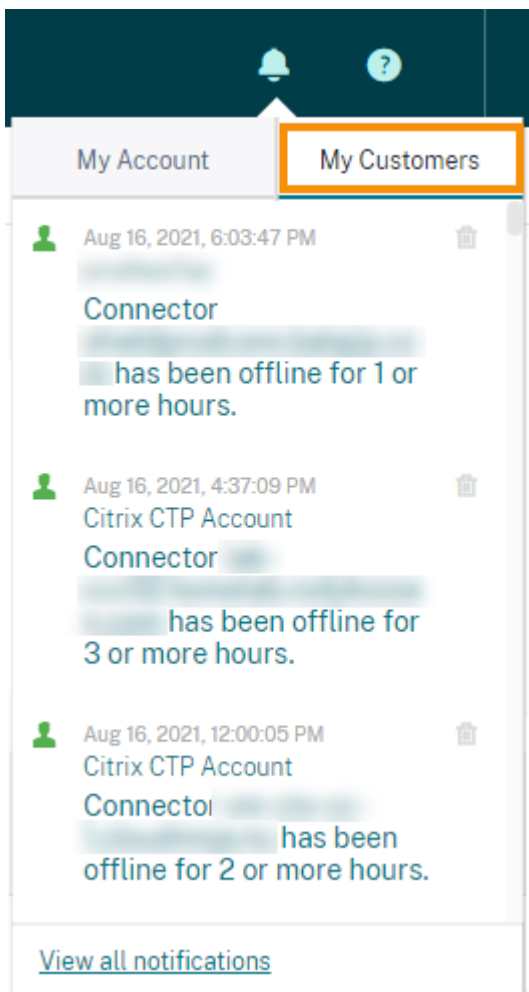 ?
My Account
My Customers
Aug 16, 2021, 6:03:47 PM
Connector
has been offline for 1 or
more hours.
Aug 16, 2021, 4:37:09 PM
Citrix CTP Account
Connector
has been offline for
3 or more hours.
Aug 16, 2021, 12:00:05 PM
Citrix CTP Account
Connector
has been
offline for 2 or more hours.
View all notifications